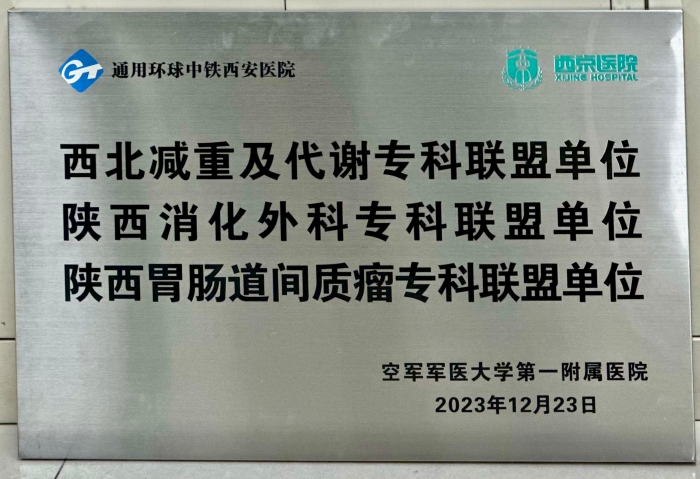 GT 通用环球中铁西安医院
西京医院
XIJING HOSPITAL
西北减重及代谢专科联盟单位
陕西消化外科专科联盟单位
陕西胃肠道间质瘤专科联盟单位
空军军医大学第一附属医院
2023年12月23日